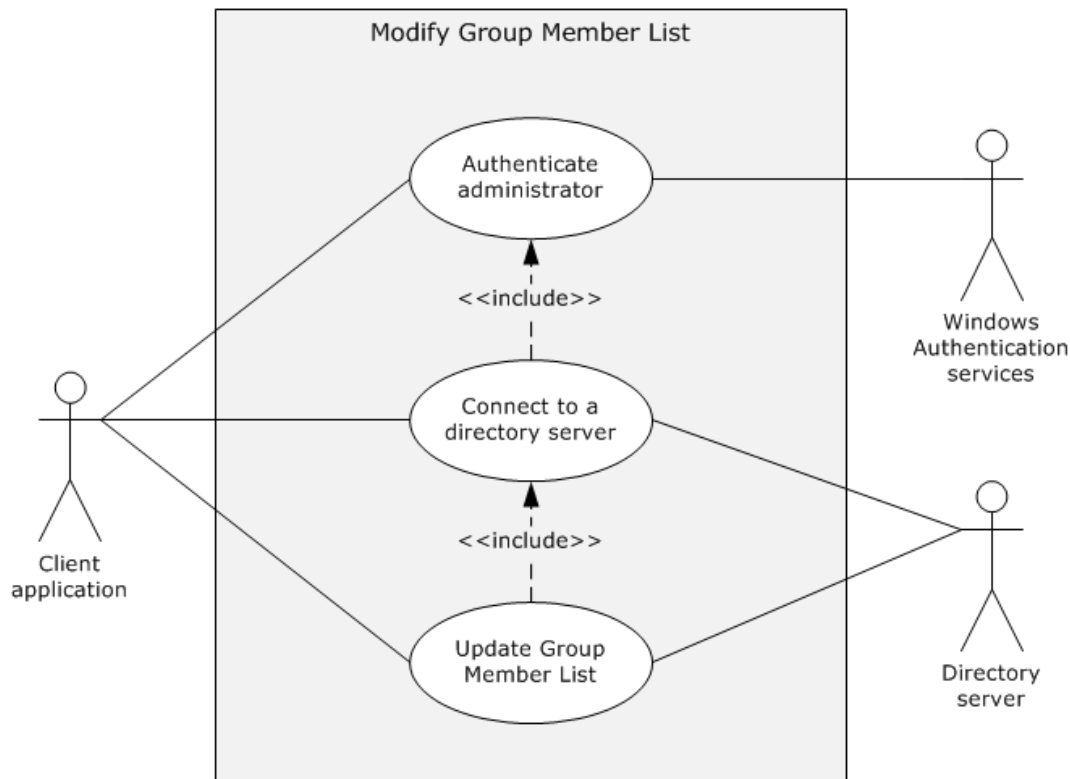 Modify Group Member List
Authenticate
administrator
<<include>>
Windows
Authentication
services
Connect to a
directory server
Client
application
<<include>>
Update Group
Member List
Directory
server